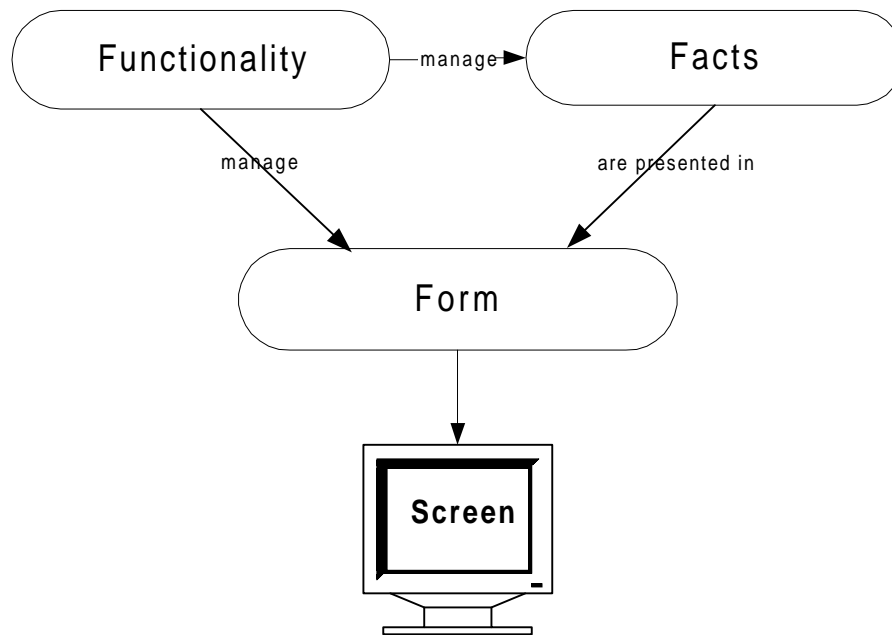 Functionality
manage
Facts
manage
are presented in
Form
Screen